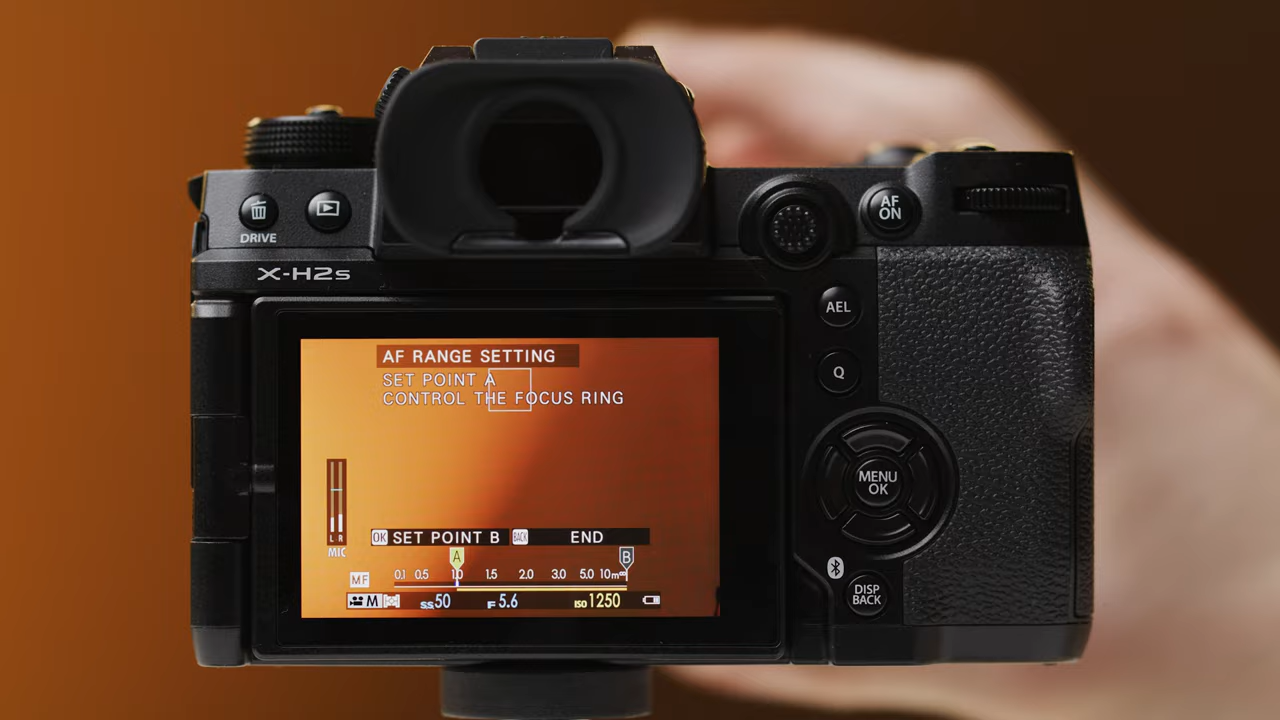 AF
ON
DRIVE
X-H2S
AEL
AF RANGE SETTING
SET POINT A
CONTROL THE FOCUS RING
Q
MENU
OK
L R
MIC
OK SET POINT B BACK END
A B
MF 0.1 0.5 1.0 1.5 2.0 3.0 5.0 10m∞
M SS 50 F 5.6 ISO 1250
DISP
BACK